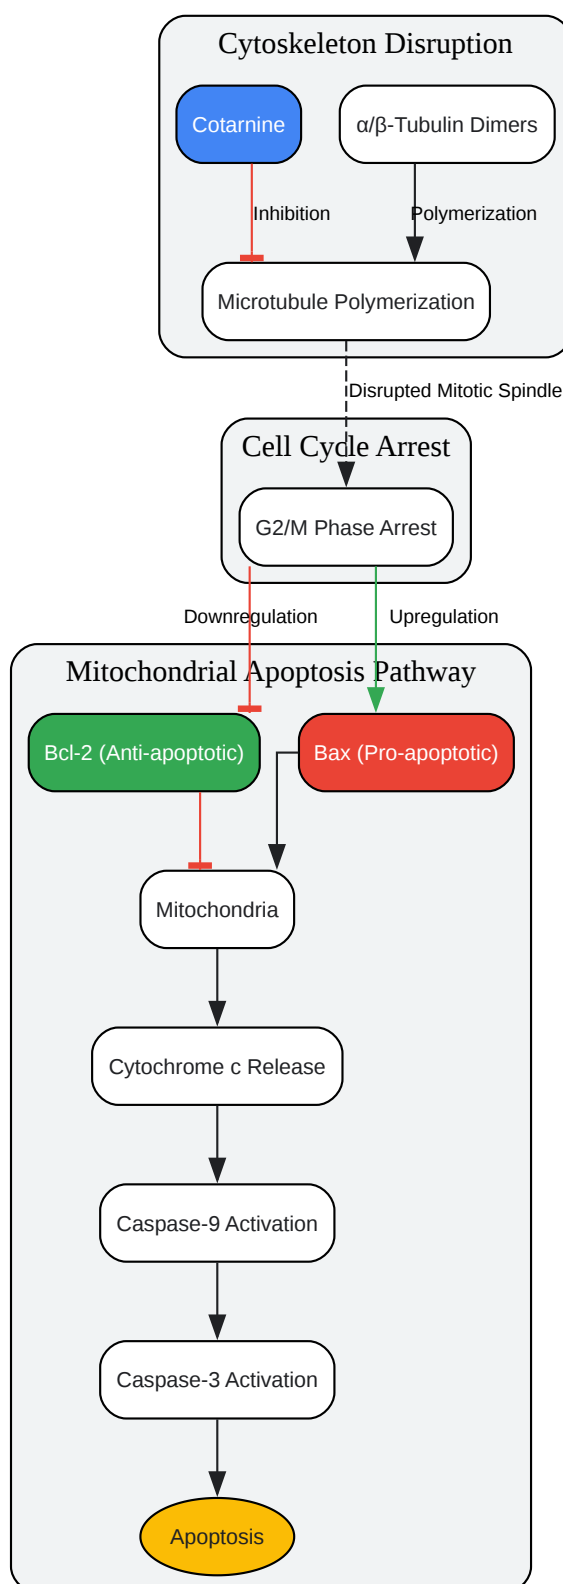 Cytoskeleton Disruption
Cotarnine
α/β-Tubulin Dimers
Inhibition
Polymerization
Microtubule Polymerization
Disrupted Mitotic Spindle
Cell Cycle Arrest
G2/M Phase Arrest
Downregulation
Upregulation
Mitochondrial Apoptosis Pathway
Bcl-2 (Anti-apoptotic)
Bax (Pro-apoptotic)
Mitochondria
Cytochrome c Release
Caspase-9 Activation
Caspase-3 Activation
Apoptosis